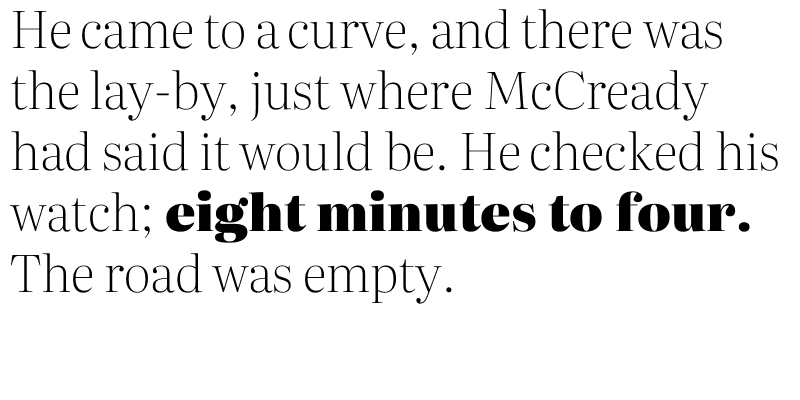 He came to a curve, and there was
the lay-by, just where McCready
had said it would be. He checked his
watch; eight minutes to four.
The road was empty.